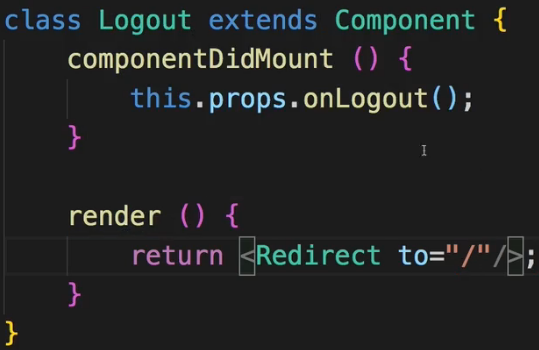 class Logout extends Component {
    componentDidMount () {
        this.props.onLogout();
    }
    render () {
        return <Redirect to="/"/>;
    }
}